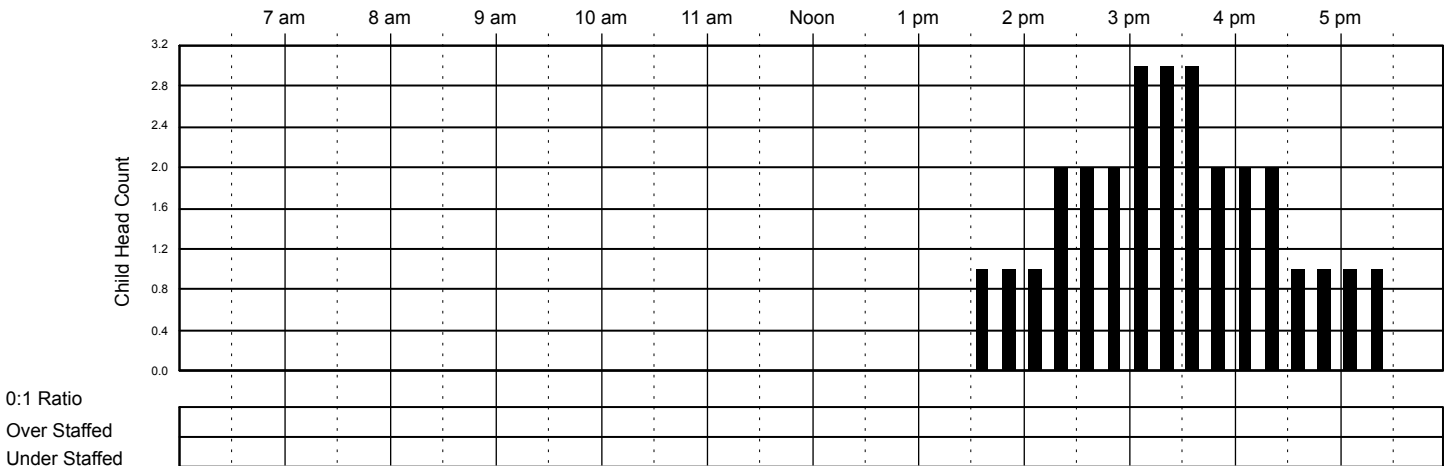 7 am 8 am 9 am 10 am 11 am Noon 1 pm 2 pm 3 pm 4 pm 5 pm
3.2
2.8
2.4
2.0
1.6
1.2
0.8
0.4
0.0
Child Head Count
0:1 Ratio
Over Staffed
Under Staffed